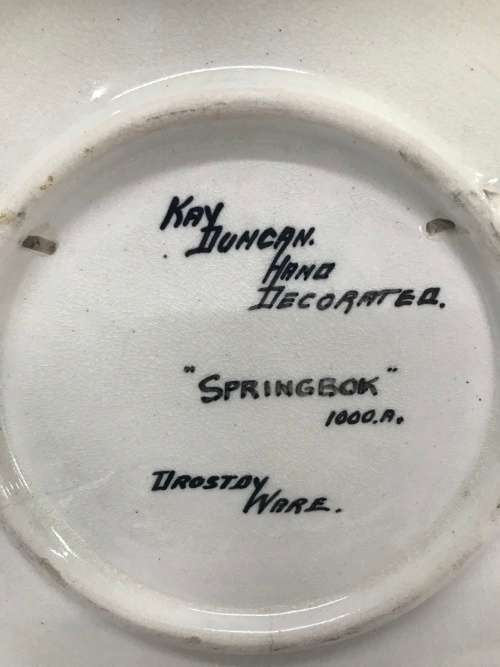 KAY
DUNCAN.
HAND
DECORATED.
"SPRINGBOK"
1000.A.
DROSTDY
WARE.